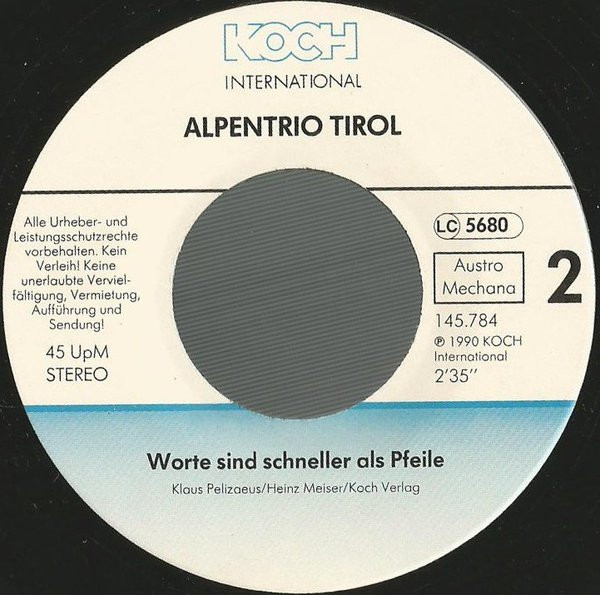 KOCH
INTERNATIONAL
ALPENTRIO TIROL
Alle Urheber- und
Leistungsschutzrechte
vorbehalten. Kein
Verleih! Keine
unerlaubte Verviel-
fältigung, Vermietung,
Aufführung und
Sendung!
45 UpM
STEREO
LC 5680
Austro
Mechana
2
145.784
℗ 1990 KOCH
International
2'35''
Worte sind schneller als Pfeile
Klaus Pelizaeus/Heinz Meiser/Koch Verlag